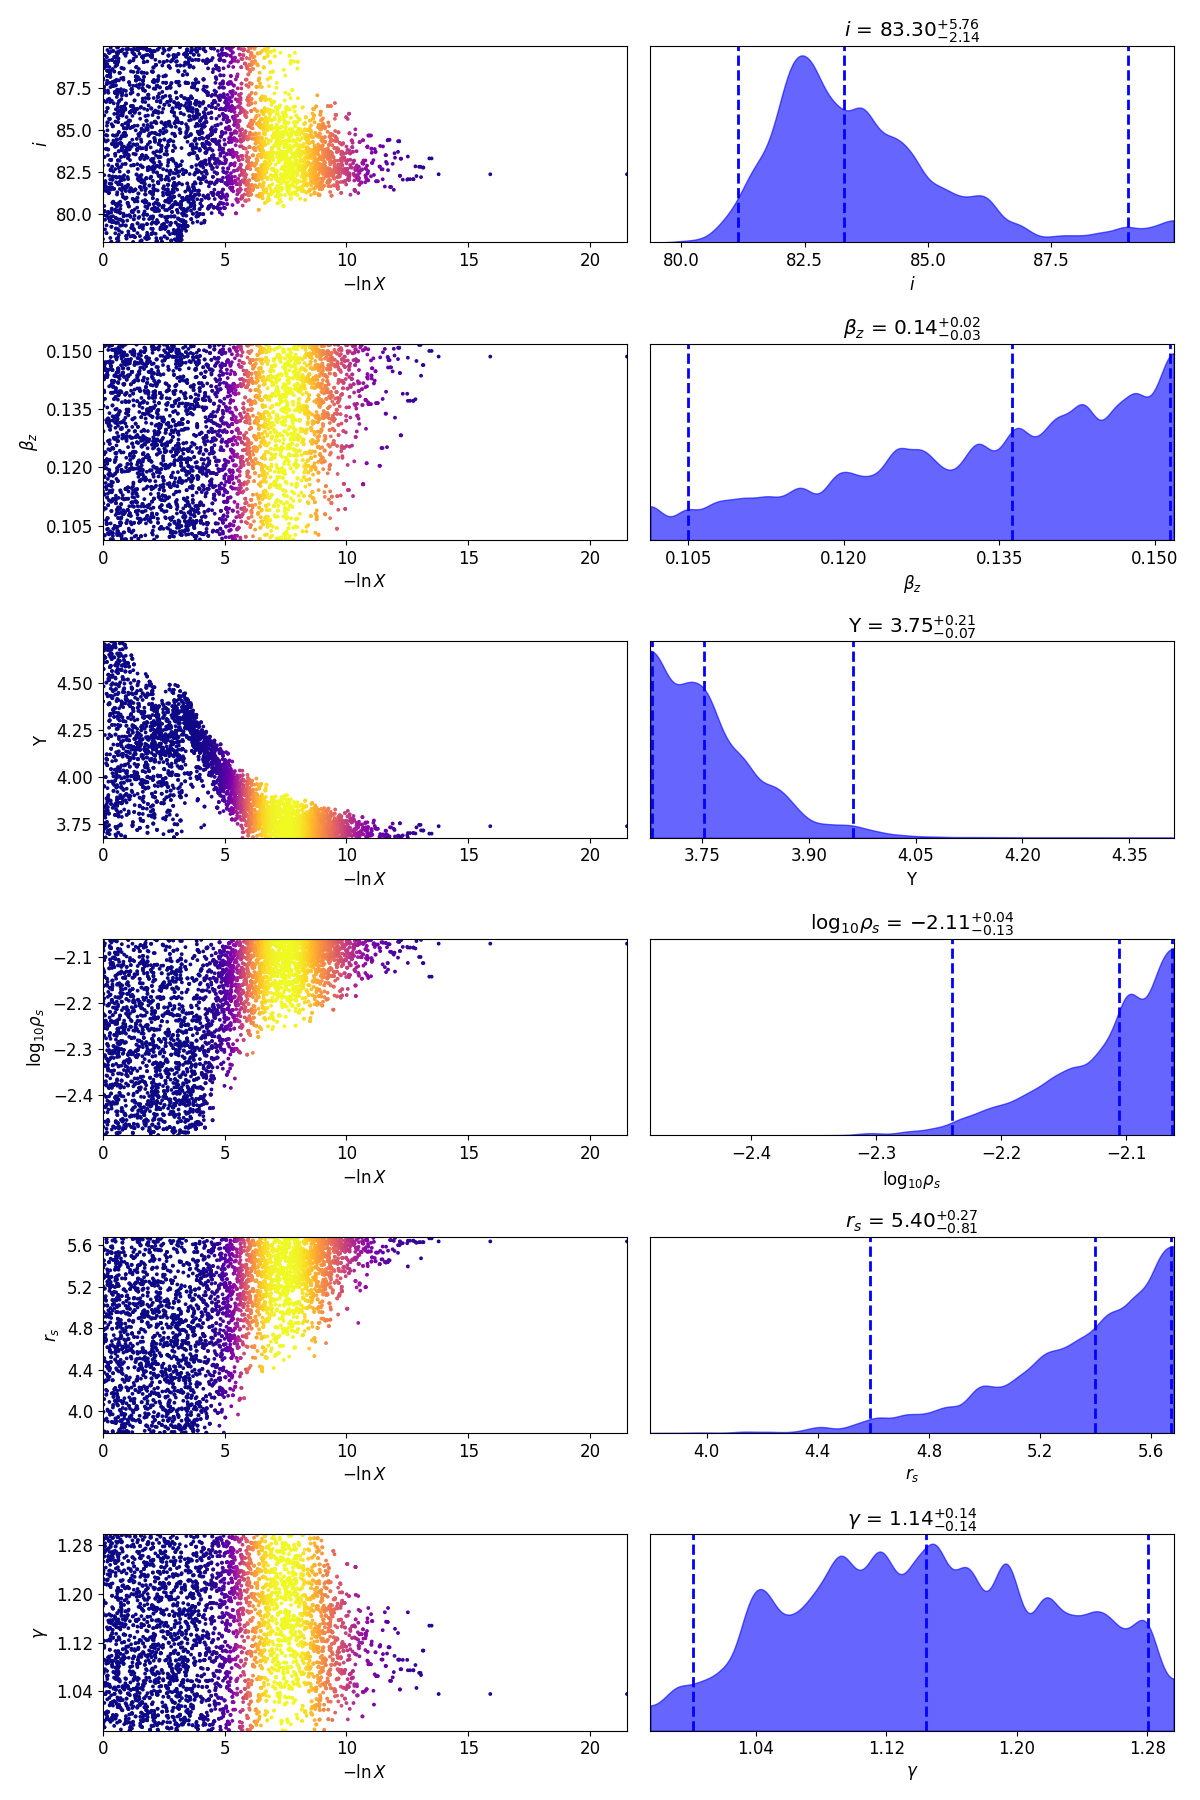 i = 83.30 +5.76 −2.14
87.5
85.0
82.5
80.0
i
0 5 10 15 20
−ln X
80.0 82.5 85.0 87.5
i
β_z = 0.14 +0.02 −0.03
0.150
0.135
0.120
0.105
β_z
0 5 10 15 20
−ln X
0.105 0.120 0.135 0.150
β_z
Y = 3.75 +0.21 −0.07
4.50
4.25
4.00
3.75
Y
0 5 10 15 20
−ln X
3.75 3.90 4.05 4.20 4.35
Y
log₁₀ρ_s = −2.11 +0.04 −0.13
−2.1
−2.2
−2.3
−2.4
log₁₀ρ_s
0 5 10 15 20
−ln X
−2.4 −2.3 −2.2 −2.1
log₁₀ρ_s
r_s = 5.40 +0.27 −0.81
5.6
5.2
4.8
4.4
4.0
r_s
0 5 10 15 20
−ln X
4.0 4.4 4.8 5.2 5.6
r_s
γ = 1.14 +0.14 −0.14
1.28
1.20
1.12
1.04
γ
0 5 10 15 20
−ln X
1.04 1.12 1.20 1.28
γ